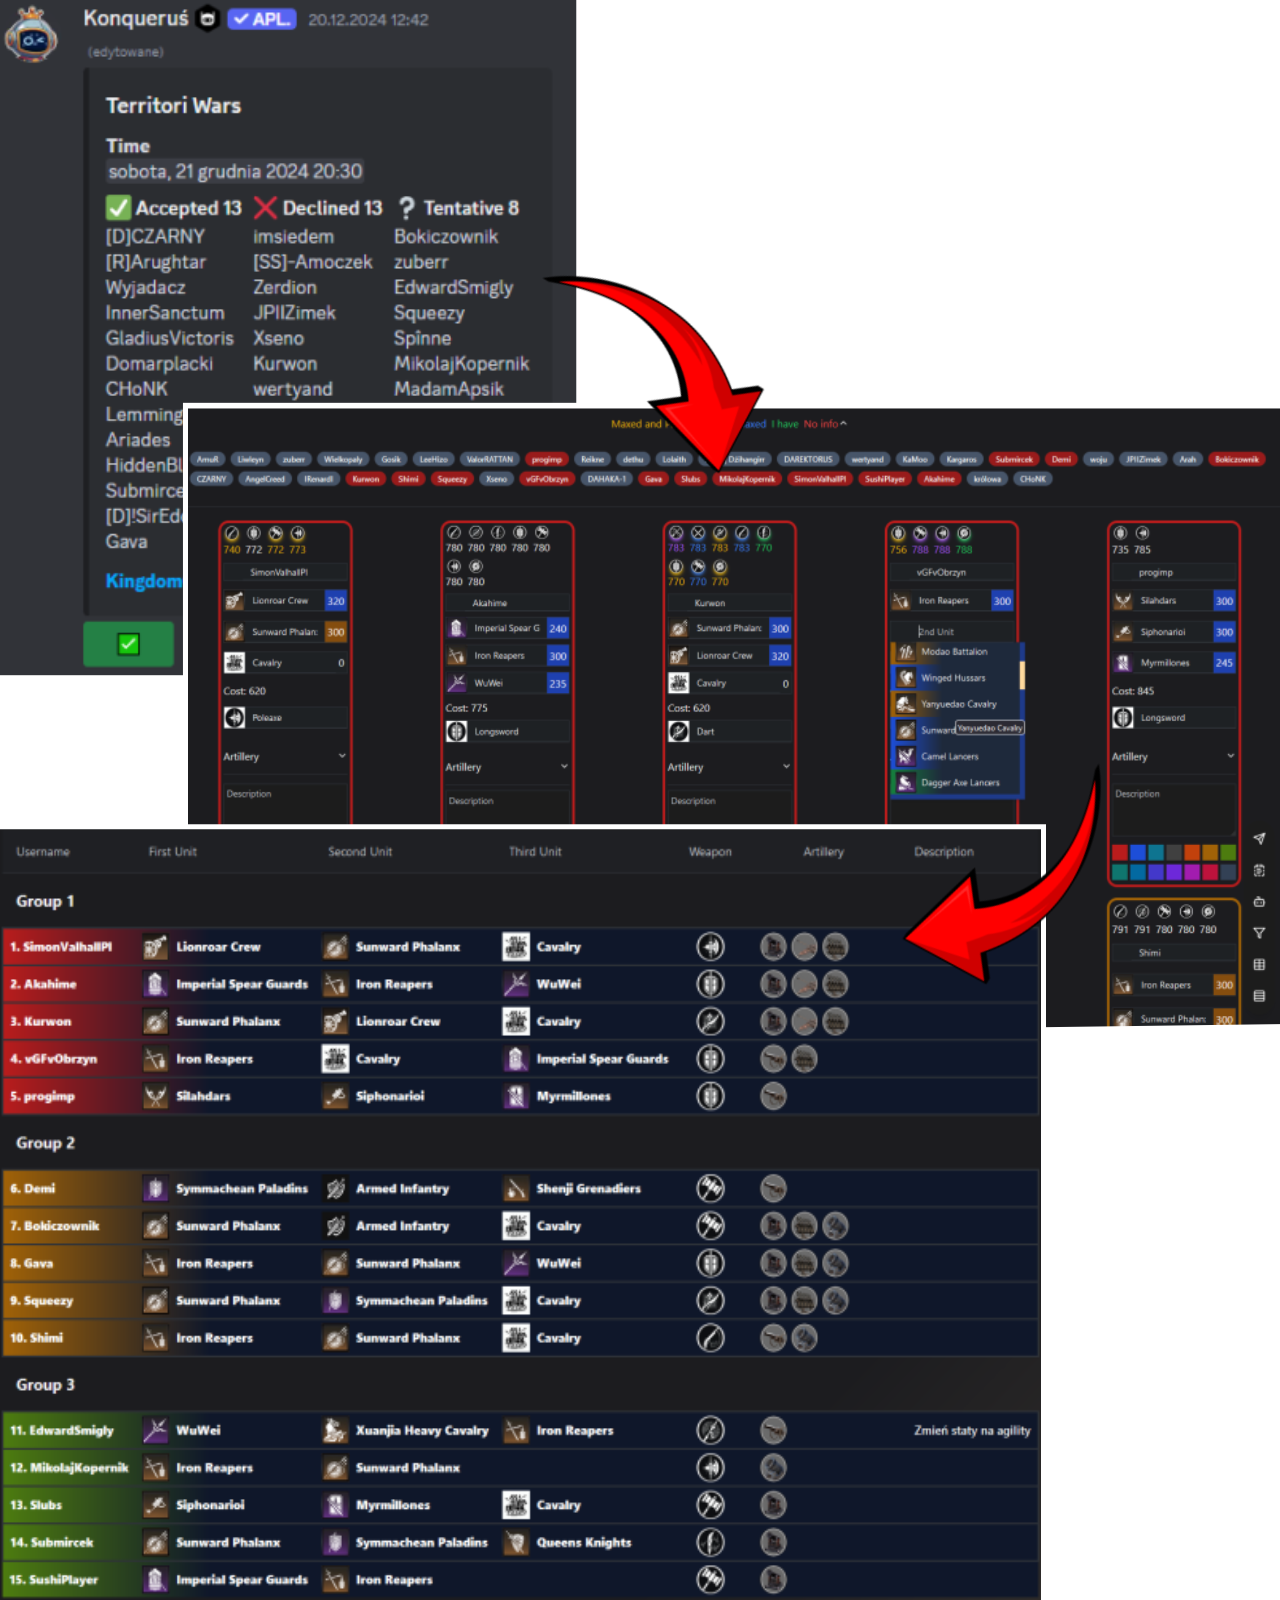 Konqueruś ✓ APL. 20.12.2024 12:42
(edytowane)
Territori Wars
Time
sobota, 21 grudnia 2024 20:30
Accepted 13 Declined 13 ? Tentative 8
[D]CZARNY imsiedem Bokiczownik
[R]Arughtar [SS]-Amoczek zuberr
Wyjadacz Zerdion EdwardSmigly
InnerSanctum JPIIZimek Squeezy
GladiusVictoris Xseno Spînne
Domarplacki Kurwon MikolajKopernik
CHoNK wertyand MadamApsik
Lemming
Ariades
HiddenBl
Submirce
[D]!SirEd
Gava
Kingdom
Maxed and axed I have No info
AmuR Liwleyn zuberr Wielkopaly Gosik LeeHizo ValorRATTAN progimp Reikne dethu Lolaith Dżihangirr DAREKTORUS wertyand KaMoo Kargaros Submircek Demi woju JPIIZimek Arah Bokiczownik
CZARNY AngelCreed IRenardI Kurwon Shimi Squeezy Xseno vGFvObrzyn DAHAKA-1 Gava Slubs MikolajKopernik SimonValhallPl SushiPlayer Akahime królowa CHoNK
740 772 772 773
SimonValhallPl
Lionroar Crew 320
Sunward Phalan: 300
Cavalry 0
Cost: 620
Poleaxe
Artillery
Description
780 780 780 780 780
780 780
Akahime
Imperial Spear G 240
Iron Reapers 300
WuWei 235
Cost: 775
Longsword
Artillery
Description
783 783 783 783 770
770 770 770
Kurwon
Sunward Phalan: 300
Lionroar Crew 320
Cavalry 0
Cost: 620
Dart
Artillery
Description
756 788 788 788
vGFvObrzyn
Iron Reapers 300
2nd Unit
Modao Battalion
Winged Hussars
Yanyuedao Cavalry
Sunward
Yanyuedao Cavalry
Camel Lancers
Dagger Axe Lancers
735 785
progimp
Silahdars 300
Siphonarioi 300
Myrmillones 245
Cost: 845
Longsword
Artillery
Description
791 791 780 780 780
Shimi
Iron Reapers 300
Sunward Phalan: 300
Username First Unit Second Unit Third Unit Weapon Artillery Description
Group 1
1. SimonValhallPl Lionroar Crew Sunward Phalanx Cavalry
2. Akahime Imperial Spear Guards Iron Reapers WuWei
3. Kurwon Sunward Phalanx Lionroar Crew Cavalry
4. vGFvObrzyn Iron Reapers Cavalry Imperial Spear Guards
5. progimp Silahdars Siphonarioi Myrmillones
Group 2
6. Demi Symmachean Paladins Armed Infantry Shenji Grenadiers
7. Bokiczownik Sunward Phalanx Armed Infantry Cavalry
8. Gava Iron Reapers Sunward Phalanx WuWei
9. Squeezy Sunward Phalanx Symmachean Paladins Cavalry
10. Shimi Iron Reapers Sunward Phalanx Cavalry
Group 3
11. EdwardSmigly WuWei Xuanjia Heavy Cavalry Iron Reapers Zmień staty na agility
12. MikolajKopernik Iron Reapers Sunward Phalanx
13. Slubs Siphonarioi Myrmillones Cavalry
14. Submircek Sunward Phalanx Symmachean Paladins Queens Knights
15. SushiPlayer Imperial Spear Guards Iron Reapers